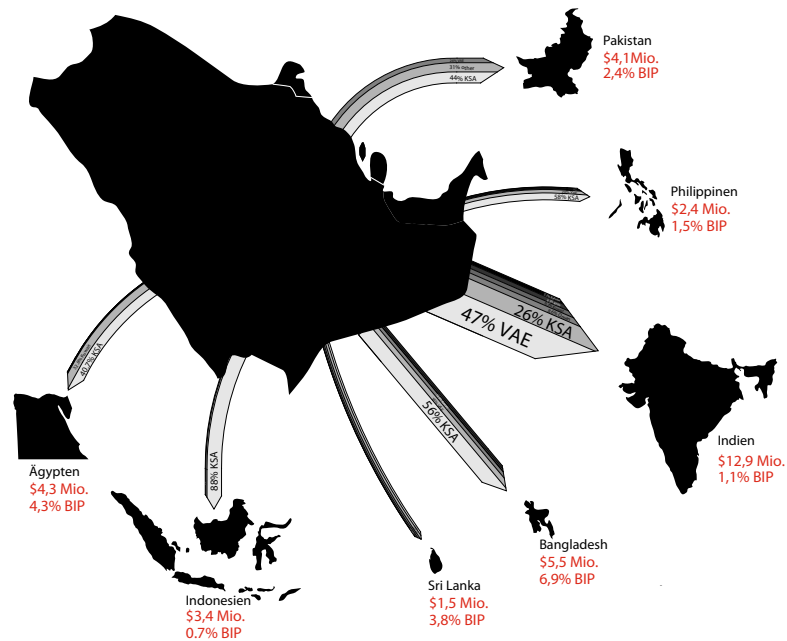 Pakistan
$4,1Mio.
2,4% BIP
31% other
44% KSA
Philippinen
$2,4 Mio.
1,5% BIP
58% KSA
26% KSA
47% VAE
Indien
$12,9 Mio.
1,1% BIP
56% KSA
40,7% KSA
88% KSA
Ägypten
$4,3 Mio.
4,3% BIP
Bangladesh
$5,5 Mio.
6,9% BIP
Sri Lanka
$1,5 Mio.
3,8% BIP
Indonesien
$3,4 Mio.
0.7% BIP